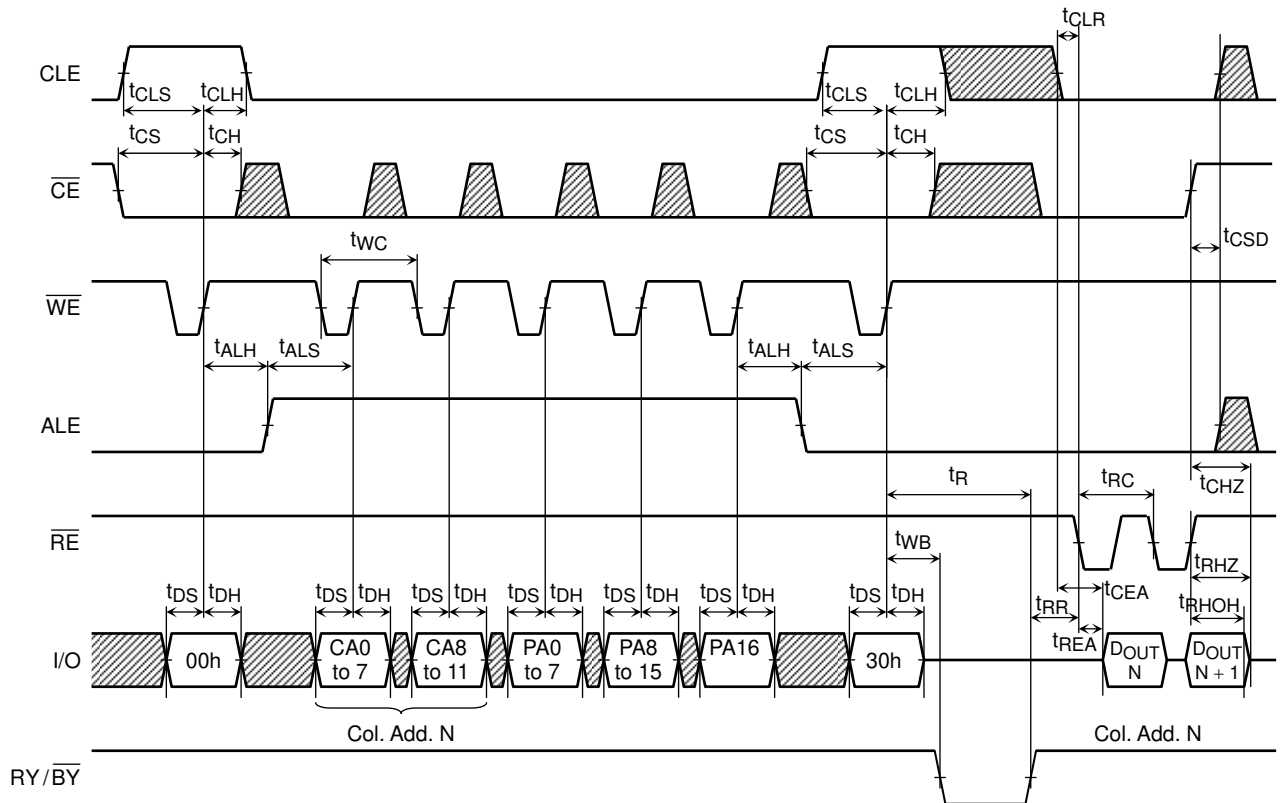 tCLR
CLE
tCLS tCLH tCLS tCLH
tCS tCH tCS tCH
CE
tWC tCSD
WE
tALH tALS tALH tALS
ALE
tR tRC tCHZ
RE
tWB tRHZ
tDS tDH tDS tDH tDS tDH tDS tDH tDS tDH tDS tDH tDS tDH tCEA
tRR tRHOH
tREA
I/O 00h CA0 to 7 CA8 to 11 PA0 to 7 PA8 to 15 PA16 30h DOUT N DOUT N + 1
Col. Add. N Col. Add. N
RY/BY